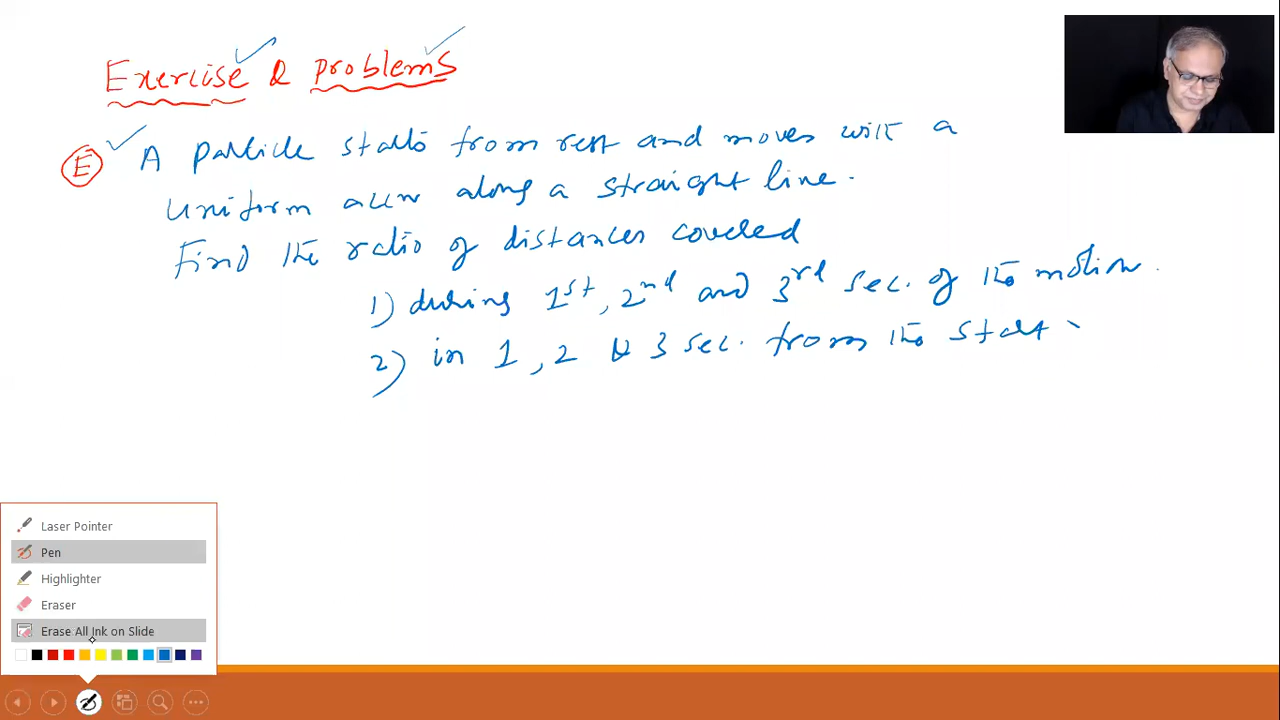 Exercise & problems
E A particle starts from rest and moves with a
uniform accn along a straight line.
Find the ratio of distances covered
1) during 1st, 2nd and 3rd sec. of the motion.
2) in 1, 2 & 3 sec. from the start
Laser Pointer
Pen
Highlighter
Eraser
Erase All Ink on Slide